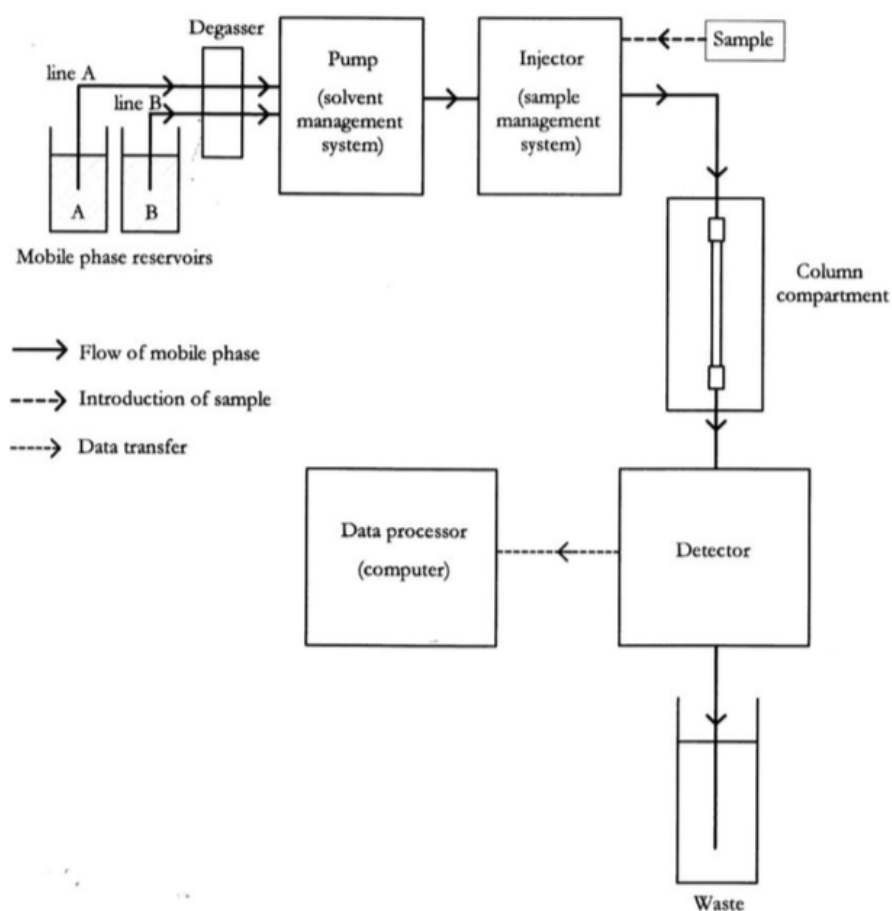 Degasser
line A
line B
A
B
Mobile phase reservoirs
Pump
(solvent
management
system)
Injector
(sample
management
system)
Sample
Column
compartment
Flow of mobile phase
Introduction of sample
Data transfer
Data processor
(computer)
Detector
Waste